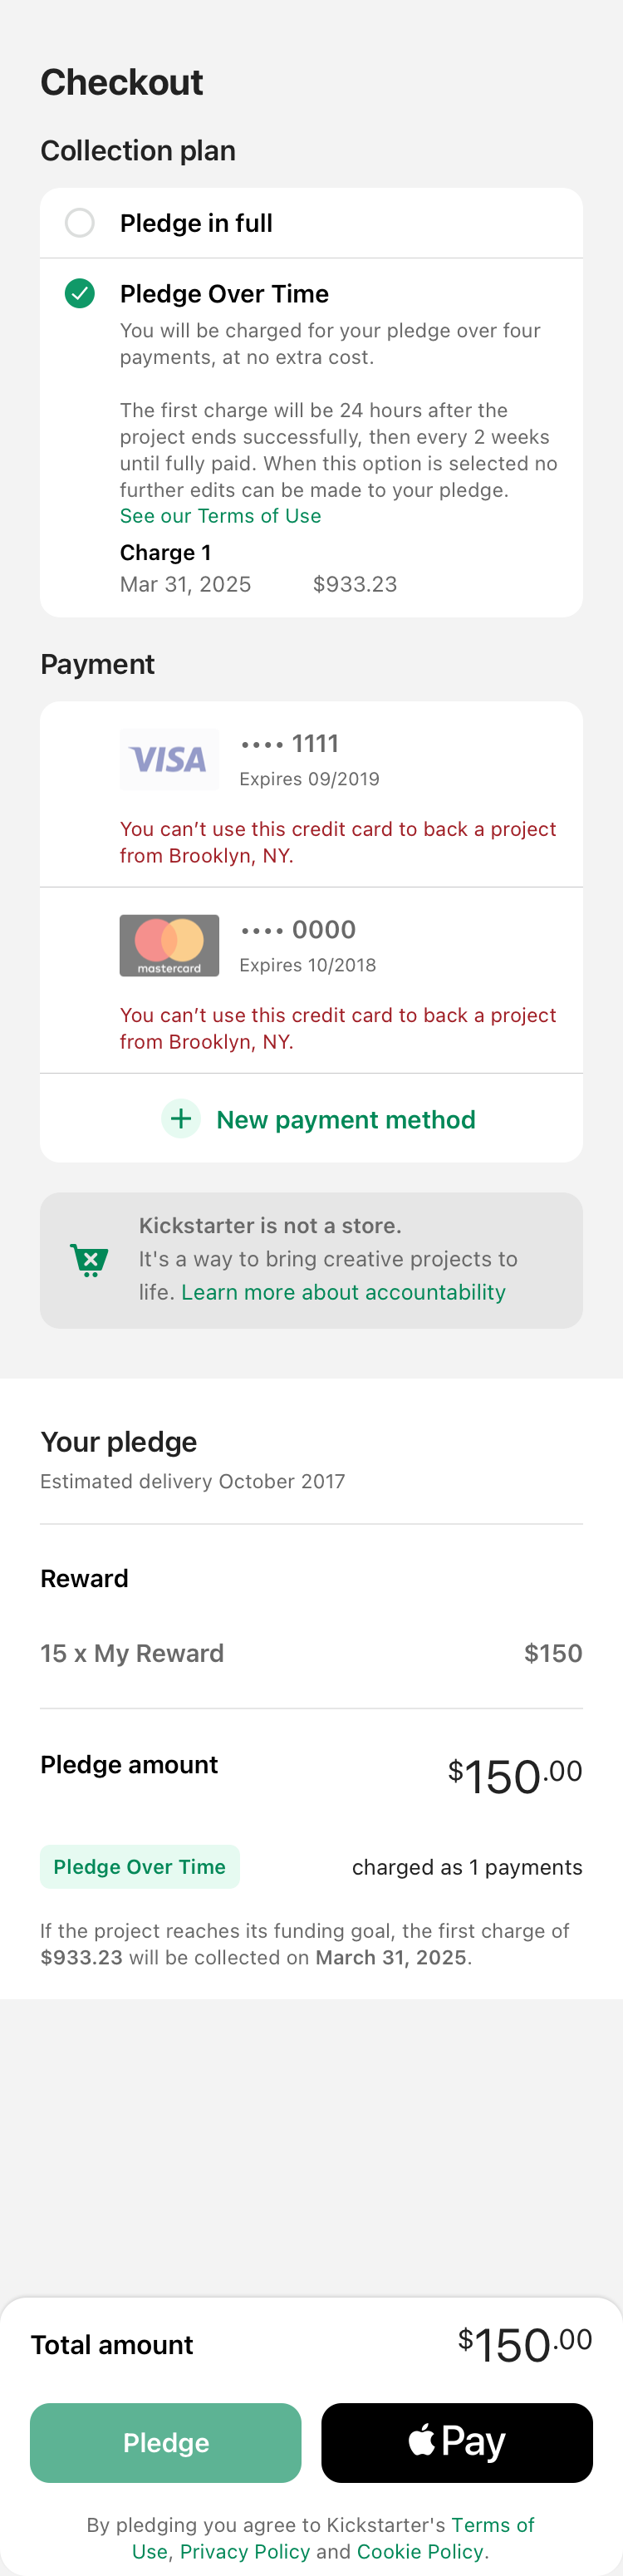 Checkout
Collection plan
Pledge in full
Pledge Over Time
You will be charged for your pledge over four
payments, at no extra cost.
The first charge will be 24 hours after the
project ends successfully, then every 2 weeks
until fully paid. When this option is selected no
further edits can be made to your pledge.
See our Terms of Use
Charge 1
Mar 31, 2025 $933.23
Payment
VISA
•••• 1111
Expires 09/2019
You can’t use this credit card to back a project
from Brooklyn, NY.
mastercard
•••• 0000
Expires 10/2018
You can’t use this credit card to back a project
from Brooklyn, NY.
New payment method
Kickstarter is not a store.
It's a way to bring creative projects to
life. Learn more about accountability
Your pledge
Estimated delivery October 2017
Reward
15 x My Reward $150
Pledge amount $150.00
Pledge Over Time charged as 1 payments
If the project reaches its funding goal, the first charge of
$933.23 will be collected on March 31, 2025.
Total amount $150.00
Pledge Pay
By pledging you agree to Kickstarter's Terms of
Use, Privacy Policy and Cookie Policy.